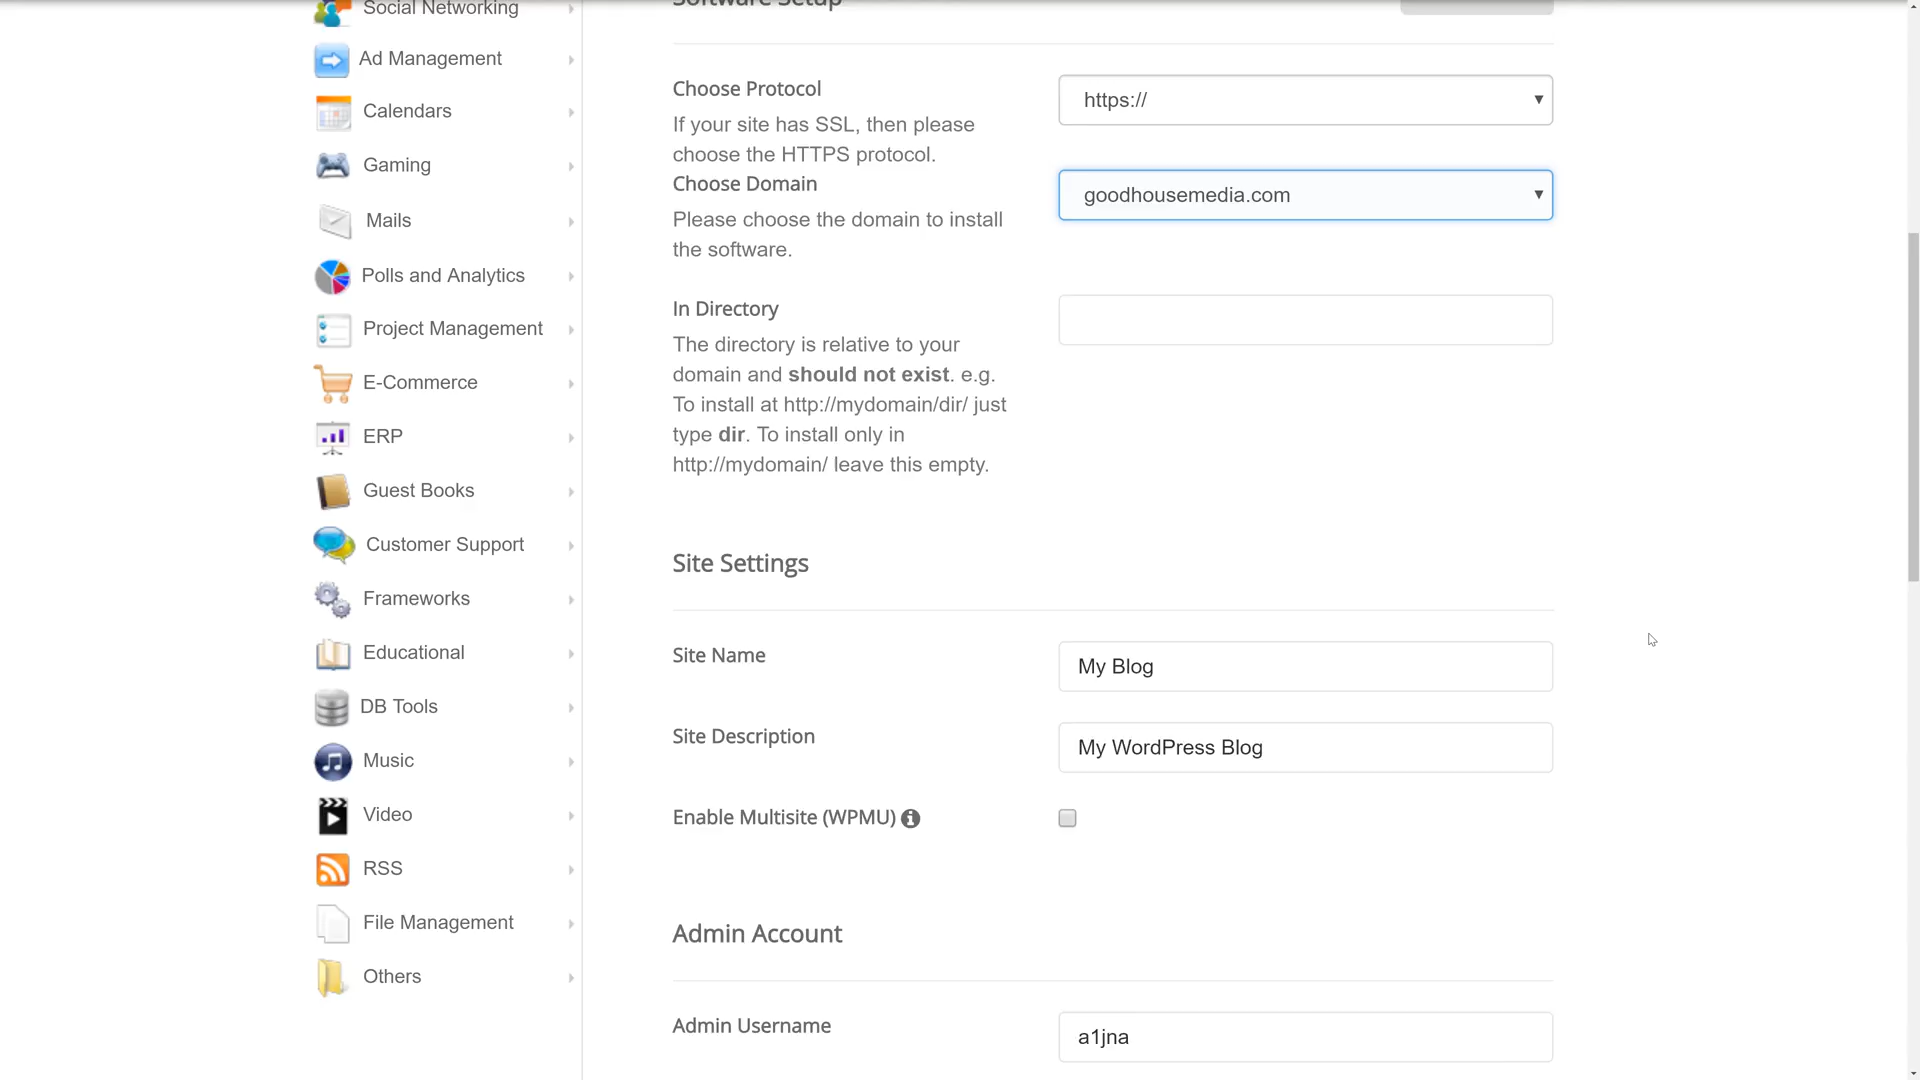 Social Networking
Ad Management
Calendars
Gaming
Mails
Polls and Analytics
Project Management
E-Commerce
ERP
Guest Books
Customer Support
Frameworks
Educational
DB Tools
Music
Video
RSS
File Management
Others
Software Setup
Choose Protocol
If your site has SSL, then please
choose the HTTPS protocol.
https://
Choose Domain
Please choose the domain to install
the software.
goodhousemedia.com
In Directory
The directory is relative to your
domain and should not exist. e.g.
To install at http://mydomain/dir/ just
type dir. To install only in
http://mydomain/ leave this empty.
Site Settings
Site Name
My Blog
Site Description
My WordPress Blog
Enable Multisite (WPMU)
Admin Account
Admin Username
a1jna